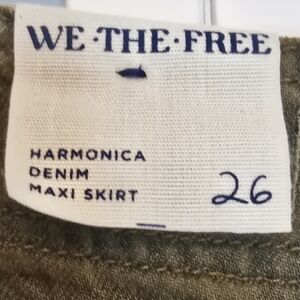 WE·THE·FREE
HARMONICA
DENIM
MAXI SKIRT
26